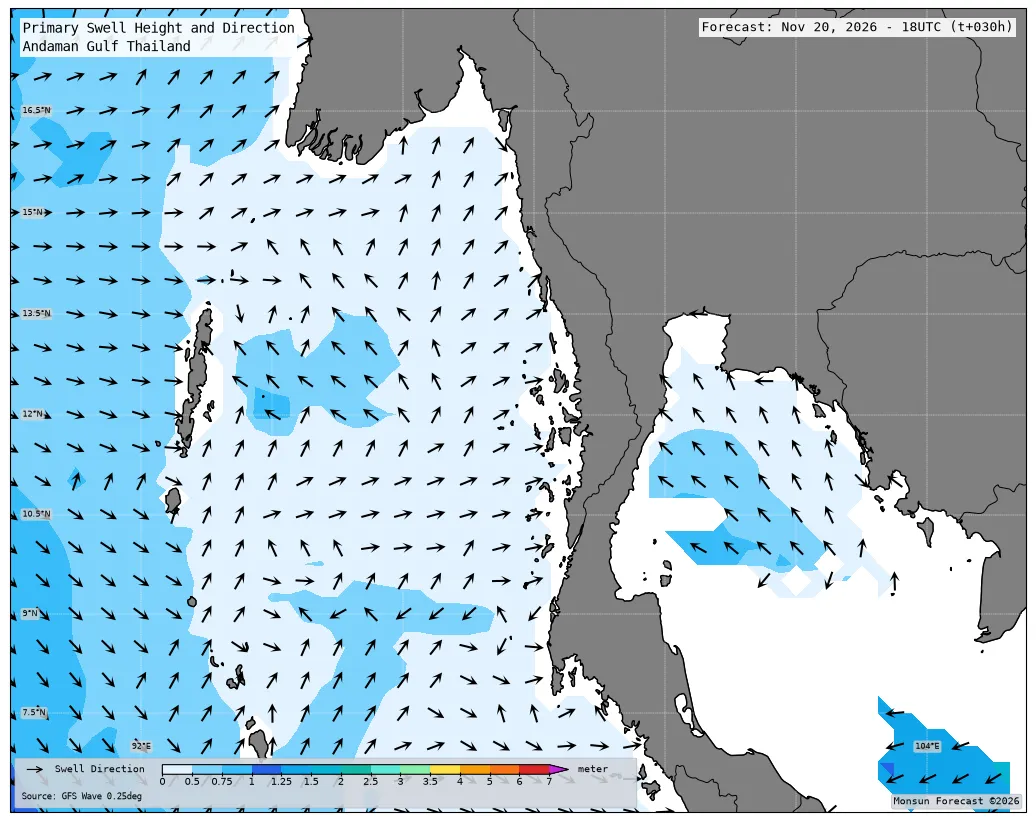 Primary Swell Height and Direction
Andaman Gulf Thailand
Forecast: Nov 20, 2026 - 18UTC (t+030h)
16.5°N
15°N
13.5°N
12°N
10.5°N
9°N
7.5°N
92°E
104°E
Swell Direction
meter
0 0.5 0.75 1 1.25 1.5 2 2.5 3 3.5 4 5 6 7
Source: GFS Wave 0.25deg
Monsun Forecast ©2026